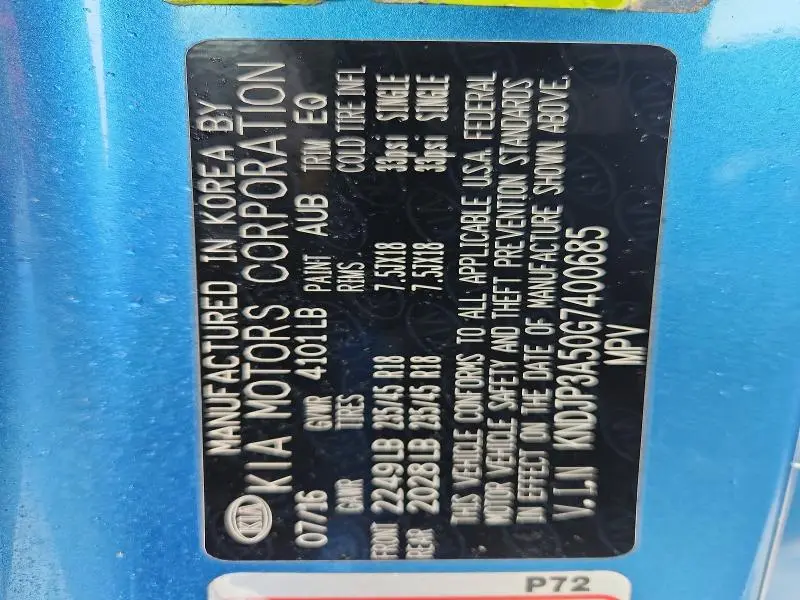 MANUFACTURED IN KOREA BY
KIA KIA MOTORS CORPORATION
07/16 GVWR 4101LB PAINT AUB TRIM EQ
GAWR TIRES RIMS COLD TIRE INFL
FRONT 2249LB 235/45 R18 7.5JX18 33psi SINGLE
REAR 2028LB 235/45 R18 7.5JX18 33psi SINGLE
THIS VEHICLE CONFORMS TO ALL APPLICABLE U.S.A. FEDERAL
MOTOR VEHICLE SAFETY AND THEFT PREVENTION STANDARDS
IN EFFECT ON THE DATE OF MANUFACTURE SHOWN ABOVE.
V.I.N KNDJP3A50G7400685
MPV
P72